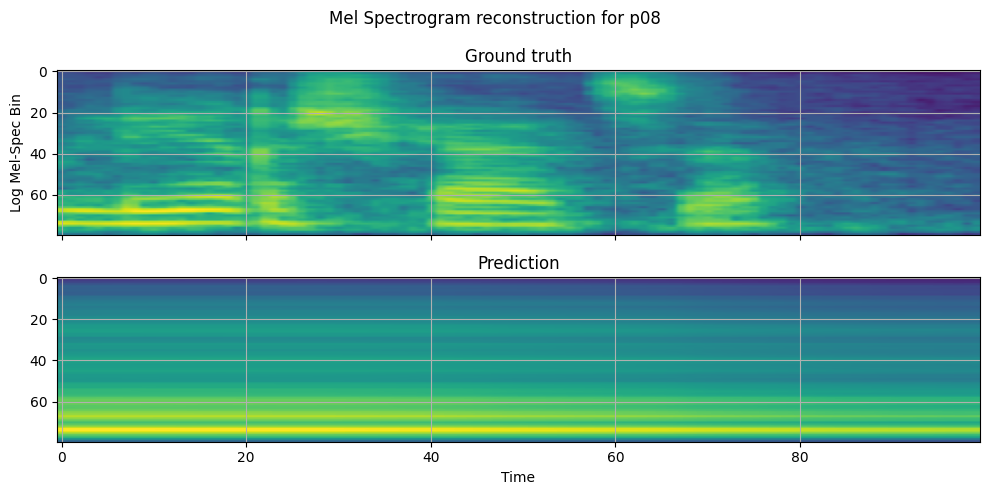 Mel Spectrogram reconstruction for p08
Ground truth
Log Mel-Spec Bin
0
20
40
60
Prediction
0
20
40
60
0 20 40 60 80
Time